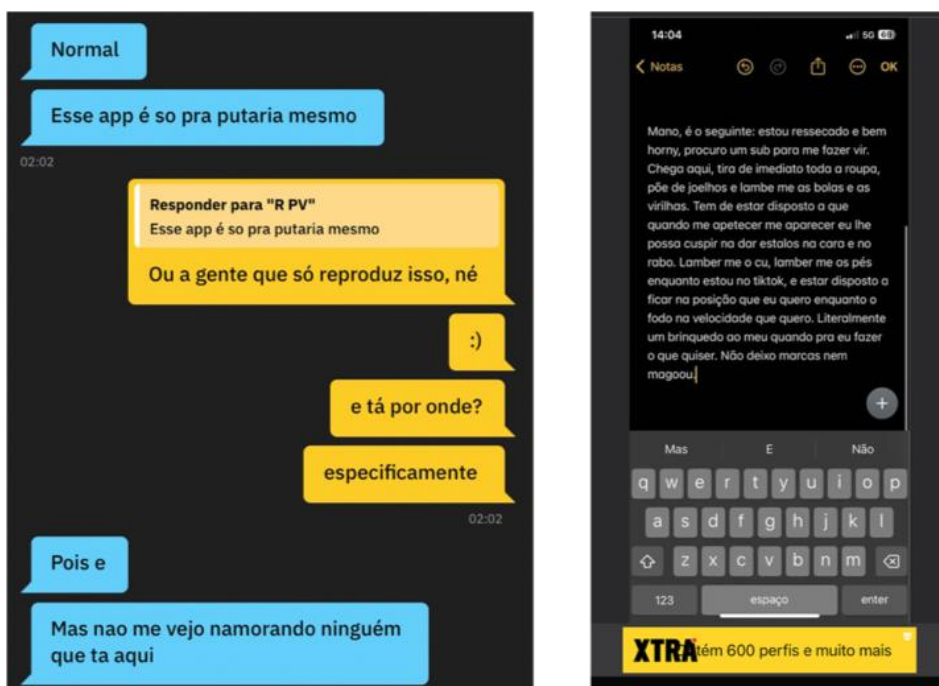 Normal
Esse app é so pra putaria mesmo
02:02
Responder para "R PV"
Esse app é so pra putaria mesmo
Ou a gente que só reproduz isso, né
:)
e tá por onde?
especificamente
02:02
Pois e
Mas nao me vejo namorando ninguém
que ta aqui
14:04
5G 66
Notas
OK
Mano, é o seguinte: estou ressecado e bem
horny, procuro um sub para me fazer vir.
Chega aqui, tira de imediato toda a roupa,
põe de joelhos e lambe me as bolas e as
virilhas. Tem de estar disposto a que
quando me apetecer me aparecer eu lhe
possa cuspir na dar estalos na cara e no
rabo. Lamber me o cu, lamber me os pés
enquanto estou no tiktok, e estar disposto a
ficar na posição que eu quero enquanto o
fodo na velocidade que quero. Literalmente
um brinquedo ao meu quando pra eu fazer
o que quiser. Não deixo marcas nem
magoou.
Mas E Não
q w e r t y u i o p
a s d f g h j k l
z x c v b n m
123 espaço enter
XTRA tém 600 perfis e muito mais